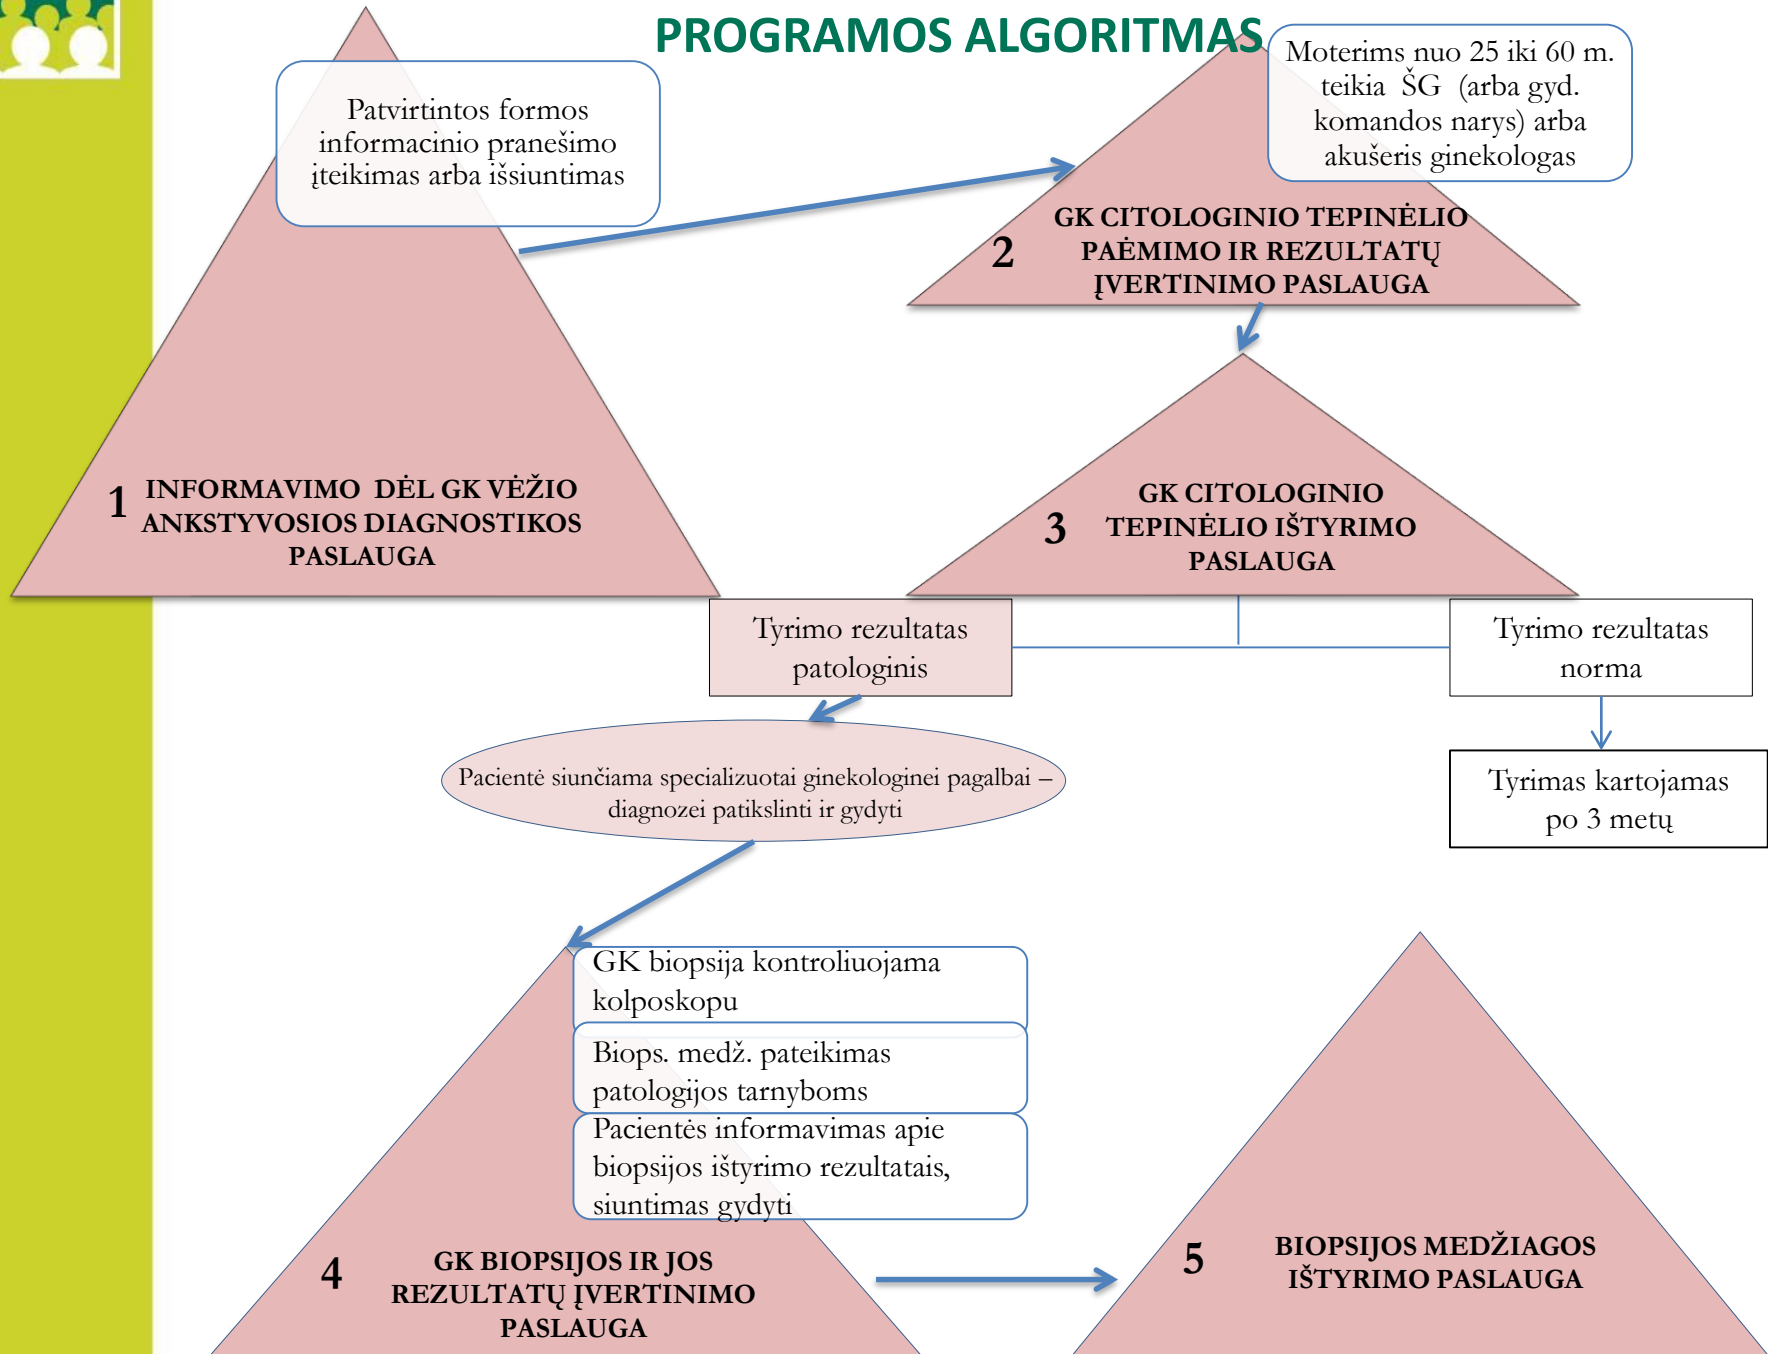 PROGRAMOS ALGORITMAS
Patvirtintos formos
informacinio pranešimo
įteikimas arba išsiuntimas
1
INFORMAVIMO DĖL GK VĖŽIO
ANKSTYVOSIOS DIAGNOSTIKOS
PASLAUGA
Moterims nuo 25 iki 60 m.
teikia ŠG (arba gyd.
komandos narys) arba
akušeris ginekologas
2
GK CITOLOGINIO TEPINĖLIO
PAĖMIMO IR REZULTATŲ
ĮVERTINIMO PASLAUGA
3
GK CITOLOGINIO
TEPINĖLIO IŠTYRIMO
PASLAUGA
Tyrimo rezultatas
patologinis
Tyrimo rezultatas
norma
Pacientė siunčiama specializuotai ginekologinei pagalbai –
diagnozei patikslinti ir gydyti
Tyrimas kartojamas
po 3 metų
GK biopsija kontroliuojama
kolposkopu
Biops. medž. pateikimas
patologijos tarnyboms
Pacientės informavimas apie
biopsijos ištyrimo rezultatais,
siuntimas gydyti
4
GK BIOPSIJOS IR JOS
REZULTATŲ ĮVERTINIMO
PASLAUGA
5
BIOPSIJOS MEDŽIAGOS
IŠTYRIMO PASLAUGA